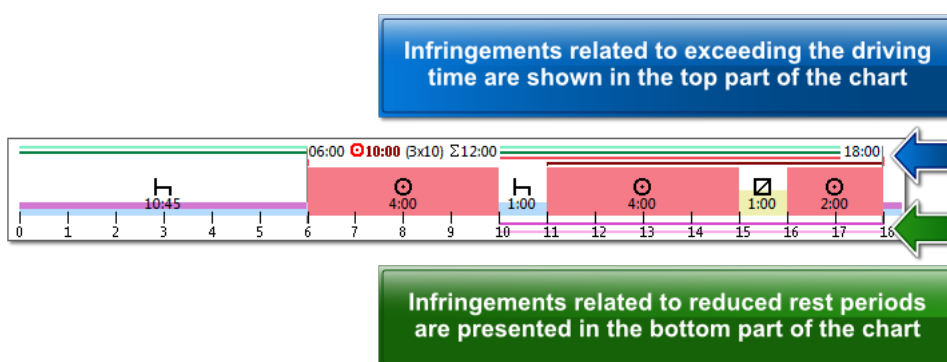 Infringements related to exceeding the driving
time are shown in the top part of the chart
06:00 10:00 (3x10) Σ12:00 18:00
10:45 4:00 1:00 4:00 1:00 2:00
0 1 2 3 4 5 6 7 8 9 10 11 12 13 14 15 16 17 18
Infringements related to reduced rest periods
are presented in the bottom part of the chart